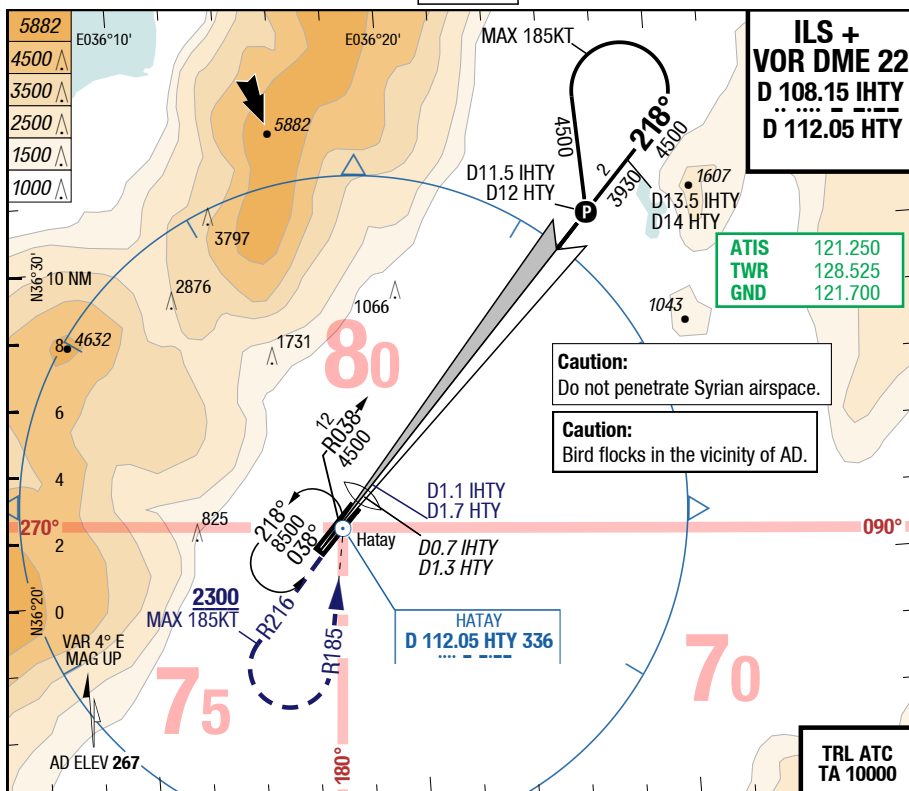 5882
4500
3500
2500
1500
1000
E036°10'
E036°20'
MAX 185KT
ILS +
VOR DME 22
D 108.15 IHTY
D 112.05 HTY
5882
4500
218°
4500
2
3930
D11.5 IHTY
D12 HTY
P
D13.5 IHTY
D14 HTY
1607
3797
ATIS 121.250
TWR 128.525
GND 121.700
N36°30'
10 NM
2876
1066
1043
8
4632
1731
80
Caution:
Do not penetrate Syrian airspace.
6
12
R038
4500
Caution:
Bird flocks in the vicinity of AD.
4
D1.1 IHTY
D1.7 HTY
825
218°
8500
038°
270°
Hatay
090°
2
D0.7 IHTY
D1.3 HTY
2300
MAX 185KT
R216
R185
N36°20'
0
HATAY
D 112.05 HTY 336
VAR 4° E
MAG UP
75
70
AD ELEV 267
180°
TRL ATC
TA 10000